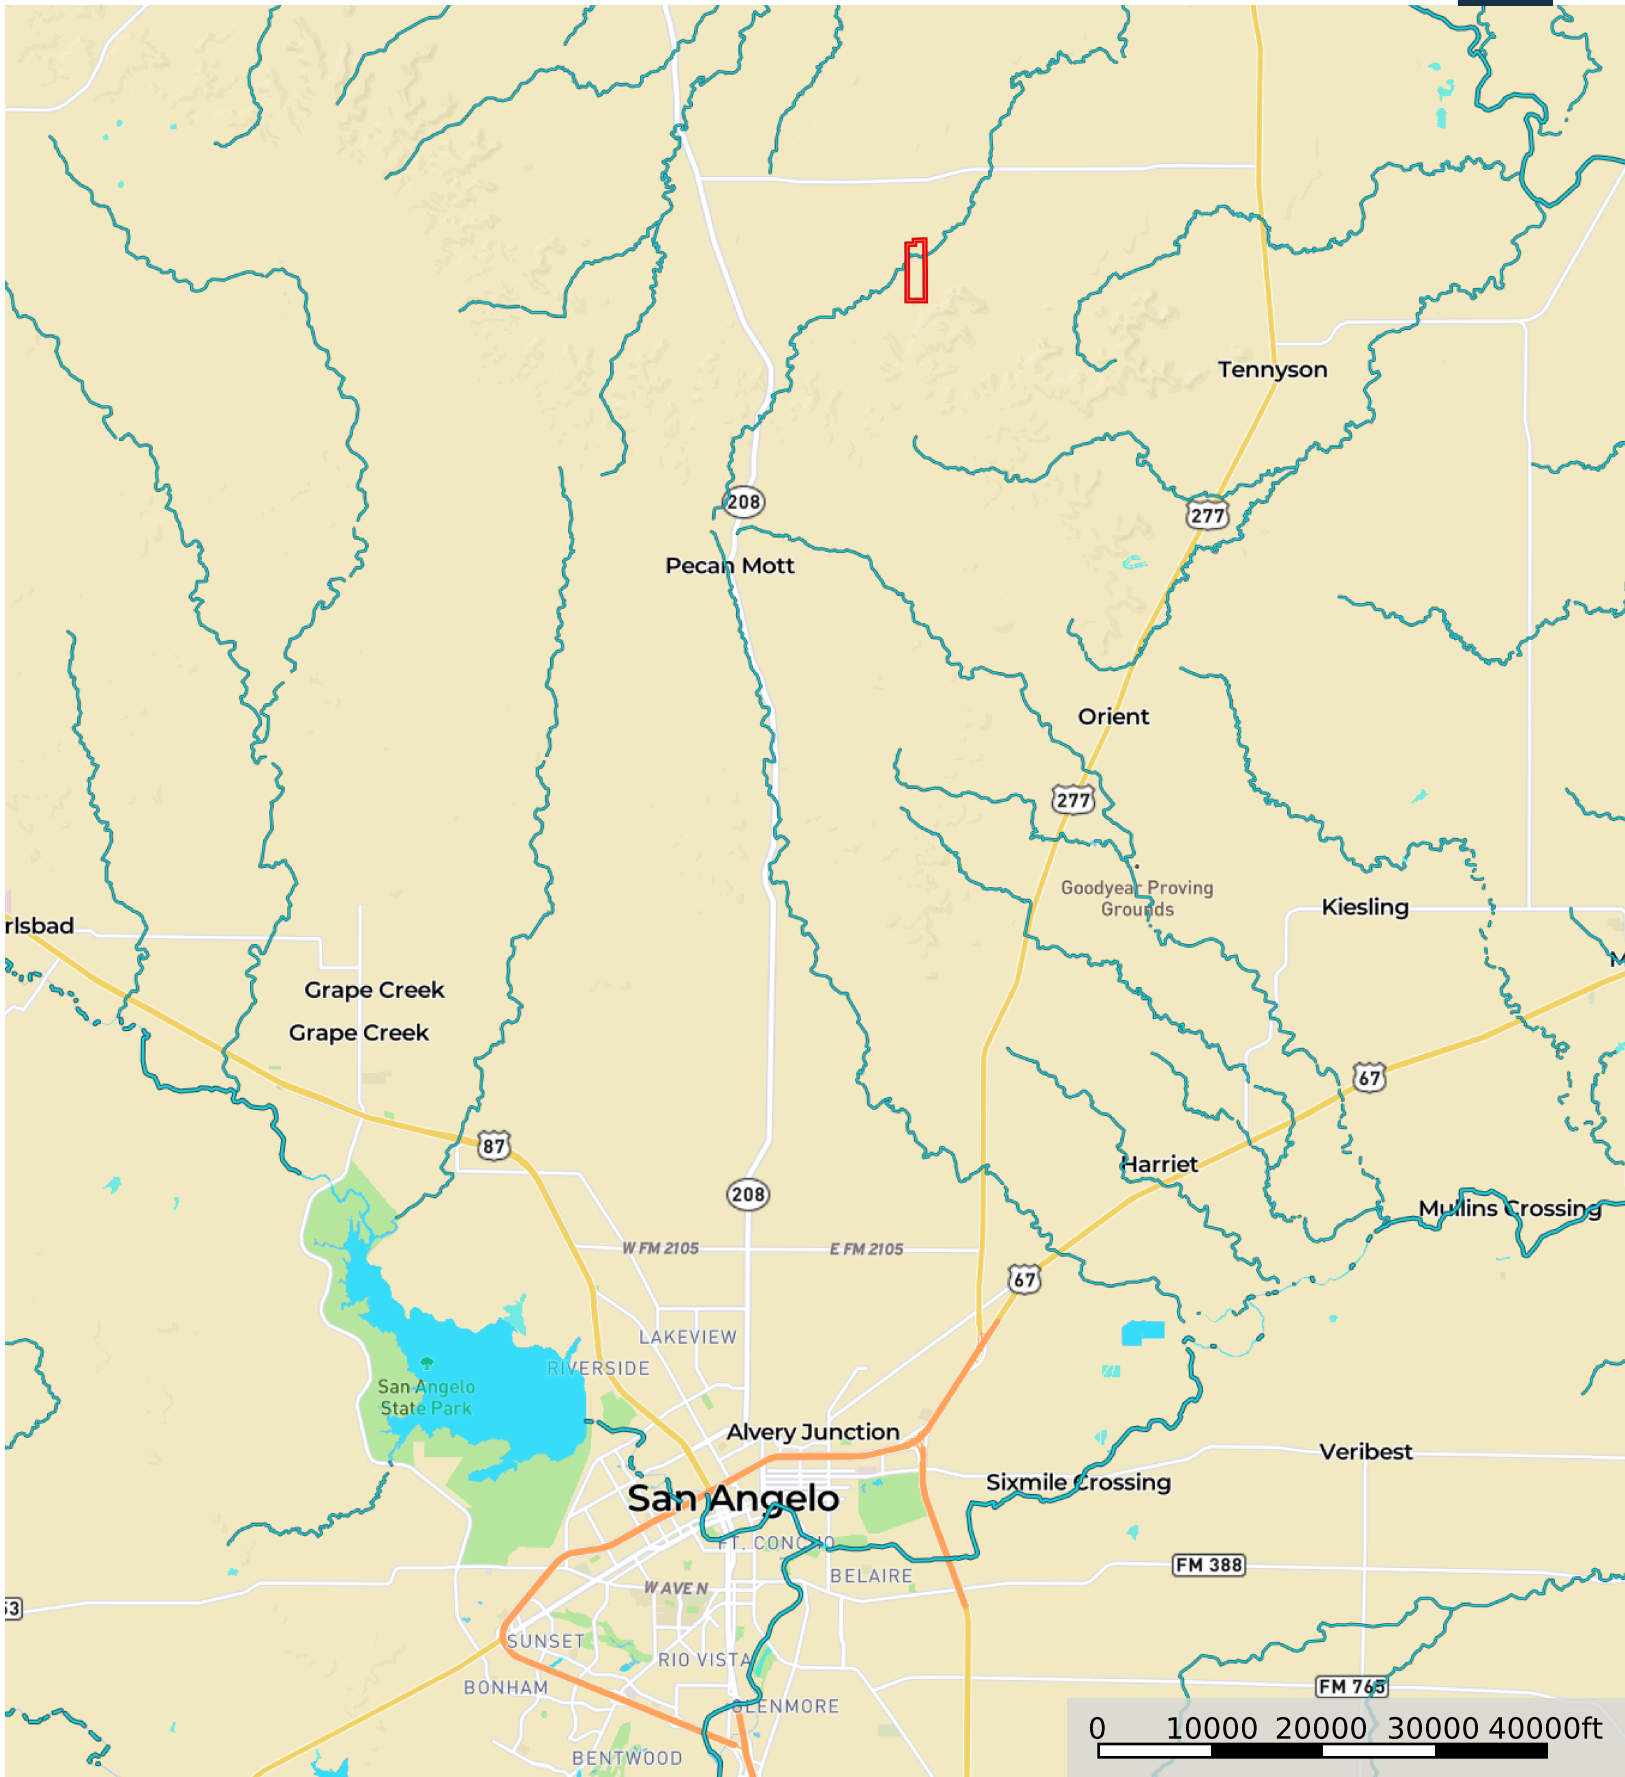 Tennyson
208
277
Pecan Mott
Orient
277
Goodyear Proving
Grounds
Kiesling
rlsbad
Grape Creek
Grape Creek
67
87
Harriet
208
Mullins Crossing
W FM 2105
E FM 2105
67
LAKEVIEW
RIVERSIDE
San Angelo
State Park
Alvery Junction
Veribest
Sixmile Crossing
San Angelo
FT. CONCHO
FM 388
BELAIRE
W AVE N
53
SUNSET
RIO VISTA
BONHAM
FM 765
GLENMORE
0 10000 20000 30000 40000ft
BENTWOOD